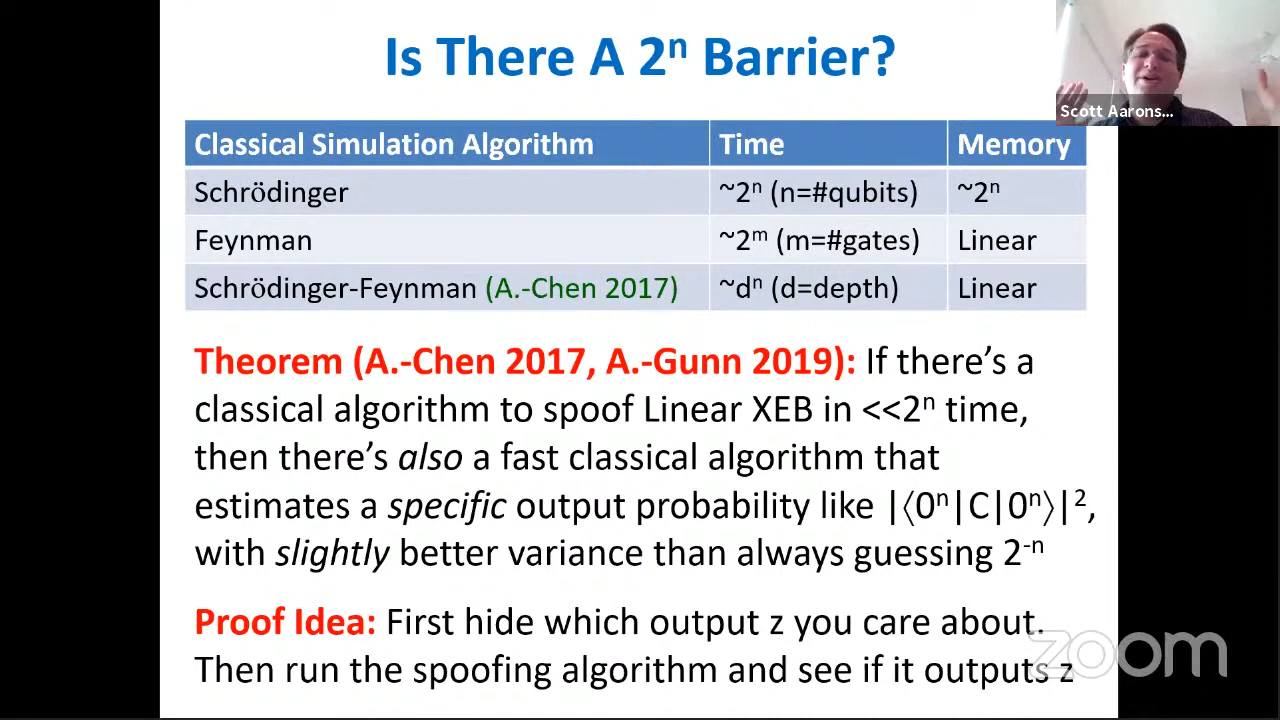 Is There A 2ⁿ Barrier?
Scott Aarons...
Classical Simulation Algorithm Time Memory
Schrödinger ~2ⁿ (n=#qubits) ~2ⁿ
Feynman ~2ᵐ (m=#gates) Linear
Schrödinger-Feynman (A.-Chen 2017) ~dⁿ (d=depth) Linear
Theorem (A.-Chen 2017, A.-Gunn 2019): If there's a
classical algorithm to spoof Linear XEB in <<2ⁿ time,
then there's also a fast classical algorithm that
estimates a specific output probability like |⟨0ⁿ|C|0ⁿ⟩|²,
with slightly better variance than always guessing 2⁻ⁿ
Proof Idea: First hide which output z you care about.
Then run the spoofing algorithm and see if it outputs z
zoom